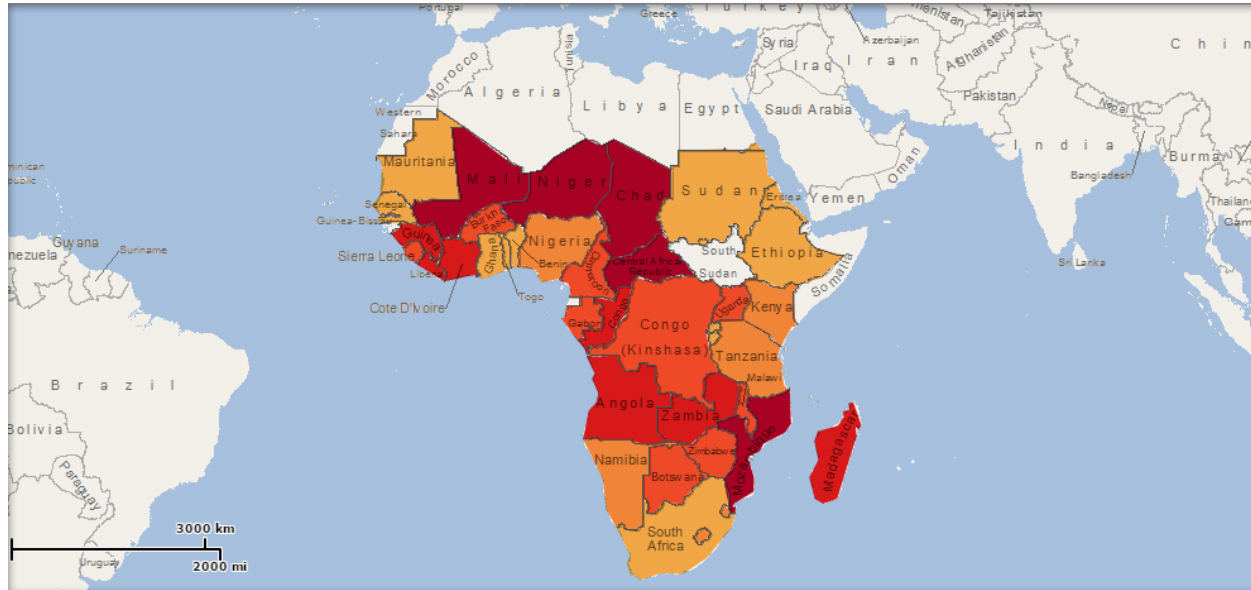 Portugal
Greece
Turkey
Tajikistan
Azerbaijan
Afghanistan
Syria
Iraq
Iran
Chin
Tunisia
Morocco
Algeria
Libya
Egypt
Saudi Arabia
Pakistan
Nepal
India
Burma
Bangladesh
Oman
Yemen
Thailand
Western
Sahara
Mauritania
Mali
Niger
Chad
Sudan
Eritrea
Senegal
Guinea-Bissau
Burkina
Faso
Guinea
Nigeria
Benin
Ghana
Togo
Sierra Leone
Liberia
Cote D'Ivoire
Cameroon
Central African
Republic
South
Sudan
Ethiopia
Somalia
Sri Lanka
minican
public
Guyana
Suriname
nezuela
Gabon
Congo
Congo
(Kinshasa)
Uganda
Kenya
Tanzania
Malawi
Angola
Zambia
Mozambique
Zimbabwe
Madagascar
Namibia
Botswana
South
Africa
Brazil
Bolivia
Paraguay
Uruguay
3000 km
2000 mi